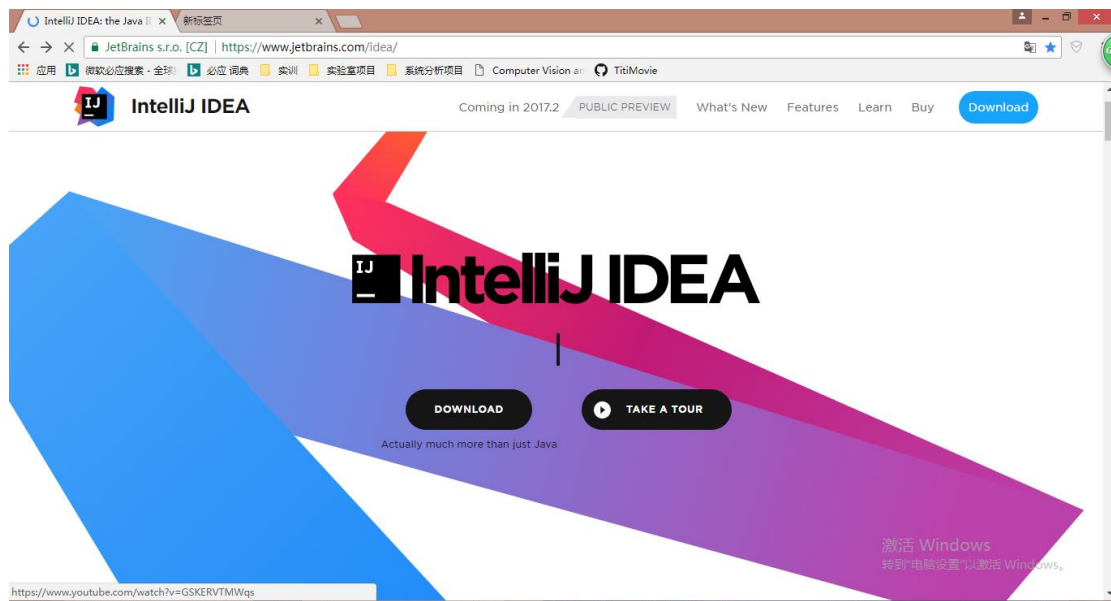 IntelliJ IDEA: the Java I
新标签页
JetBrains s.r.o. [CZ] | https://www.jetbrains.com/idea/
应用 微软必应搜索 - 全球 必应 词典 实训 实验室项目 系统分析项目 Computer Vision an TitiMovie
IJ IntelliJ IDEA Coming in 2017.2 PUBLIC PREVIEW What's New Features Learn Buy Download
IJ IntelliJ IDEA
DOWNLOAD TAKE A TOUR
Actually much more than just Java
激活 Windows
转到"电脑设置"以激活 Windows。
https://www.youtube.com/watch?v=GSKERVTMWqs